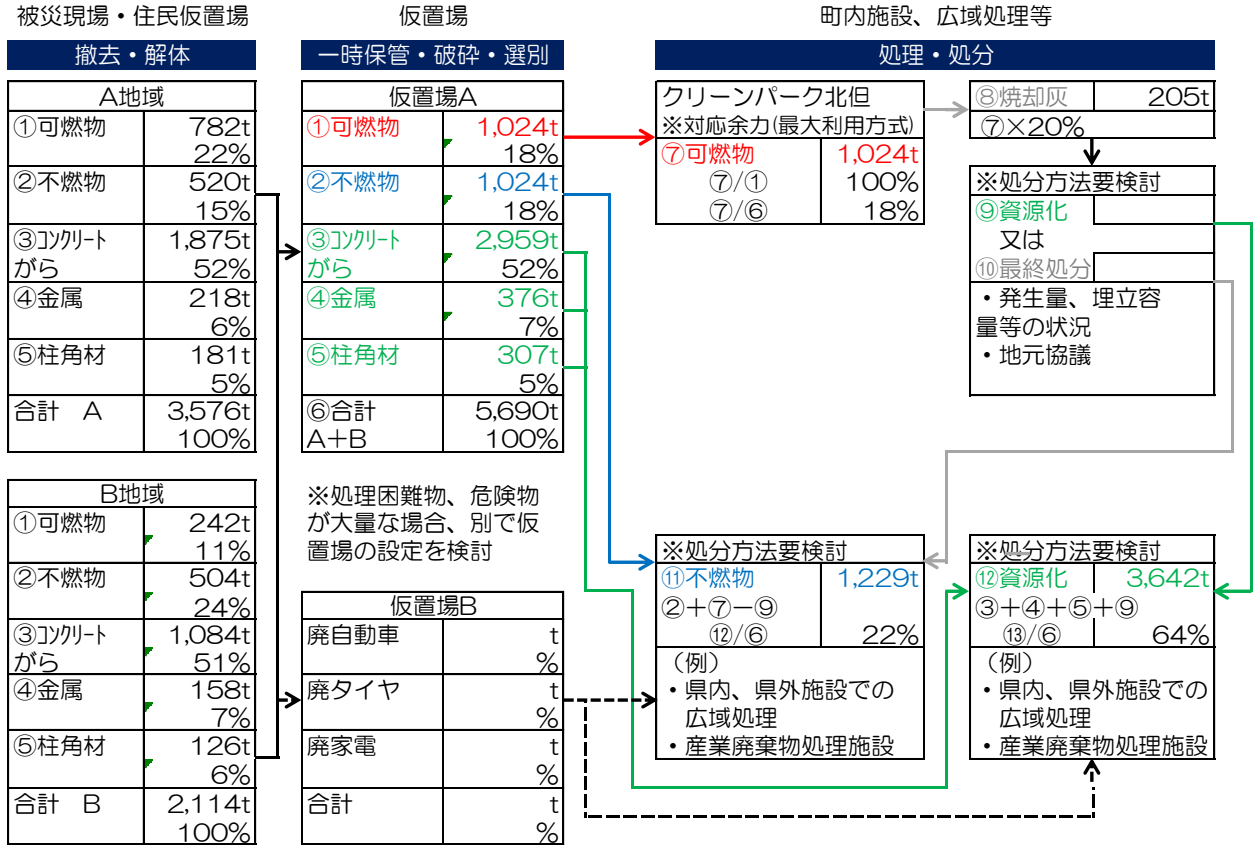 被災現場・住民仮置場
撤去・解体
A地域
①可燃物 782t
22%
②不燃物 520t
15%
③コンクリート 1,875t
がら 52%
④金属 218t
6%
⑤柱角材 181t
5%
合計 A 3,576t
100%
B地域
①可燃物 242t
11%
②不燃物 504t
24%
③コンクリート 1,084t
がら 51%
④金属 158t
7%
⑤柱角材 126t
6%
合計 B 2,114t
100%
仮置場
一時保管・破砕・選別
仮置場A
①可燃物 1,024t
18%
②不燃物 1,024t
18%
③コンクリート 2,959t
がら 52%
④金属 376t
7%
⑤柱角材 307t
5%
⑥合計 5,690t
A+B 100%
※処理困難物、危険物
が大量な場合、別で仮
置場の設定を検討
仮置場B
廃自動車 t
%
廃タイヤ t
%
廃家電 t
%
合計 t
%
町内施設、広域処理等
処理・処分
クリーンパーク北但
※対応余力(最大利用方式)
⑦可燃物 1,024t
⑦/① 100%
⑦/⑥ 18%
⑧焼却灰 205t
⑦×20%
※処分方法要検討
⑨資源化
又は
⑩最終処分
・発生量、埋立容
量等の状況
・地元協議
※処分方法要検討
⑪不燃物 1,229t
②+⑦-⑨
⑫/⑥ 22%
(例)
・県内、県外施設での
広域処理
・産業廃棄物処理施設
※処分方法要検討
⑫資源化 3,642t
③+④+⑤+⑨
⑬/⑥ 64%
(例)
・県内、県外施設での
広域処理
・産業廃棄物処理施設